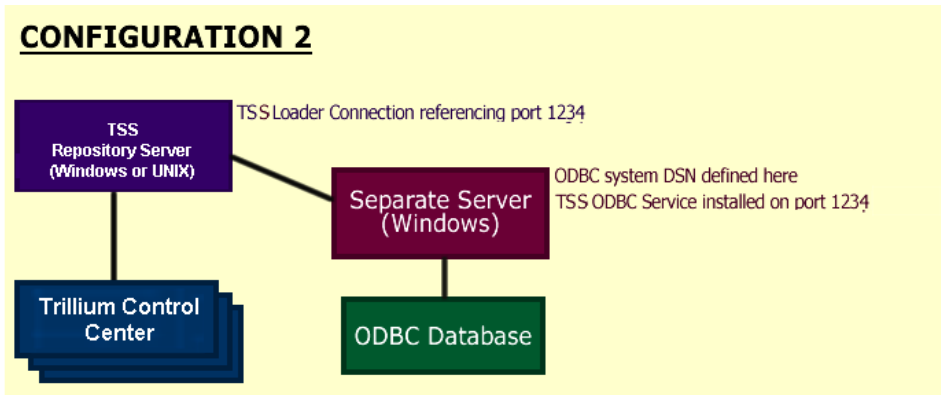 CONFIGURATION 2
TSS Loader Connection referencing port 1234
TSS
Repository Server
(Windows or UNIX)
ODBC system DSN defined here
TSS ODBC Service installed on port 1234
Separate Server
(Windows)
Trillium Control
Center
ODBC Database